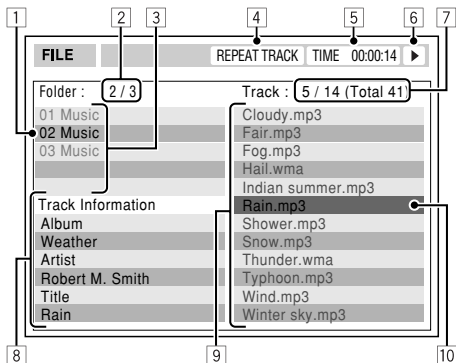 1 2 3 4 5 6 7
FILE REPEAT TRACK TIME 00:00:14
Folder : 2 / 3 Track : 5 / 14 (Total 41)
01 Music
02 Music
03 Music
Track Information
Album
Weather
Artist
Robert M. Smith
Title
Rain
Cloudy.mp3
Fair.mp3
Fog.mp3
Hail.wma
Indian summer.mp3
Rain.mp3
Shower.mp3
Snow.mp3
Thunder.wma
Typhoon.mp3
Wind.mp3
Winter sky.mp3
8 9 10